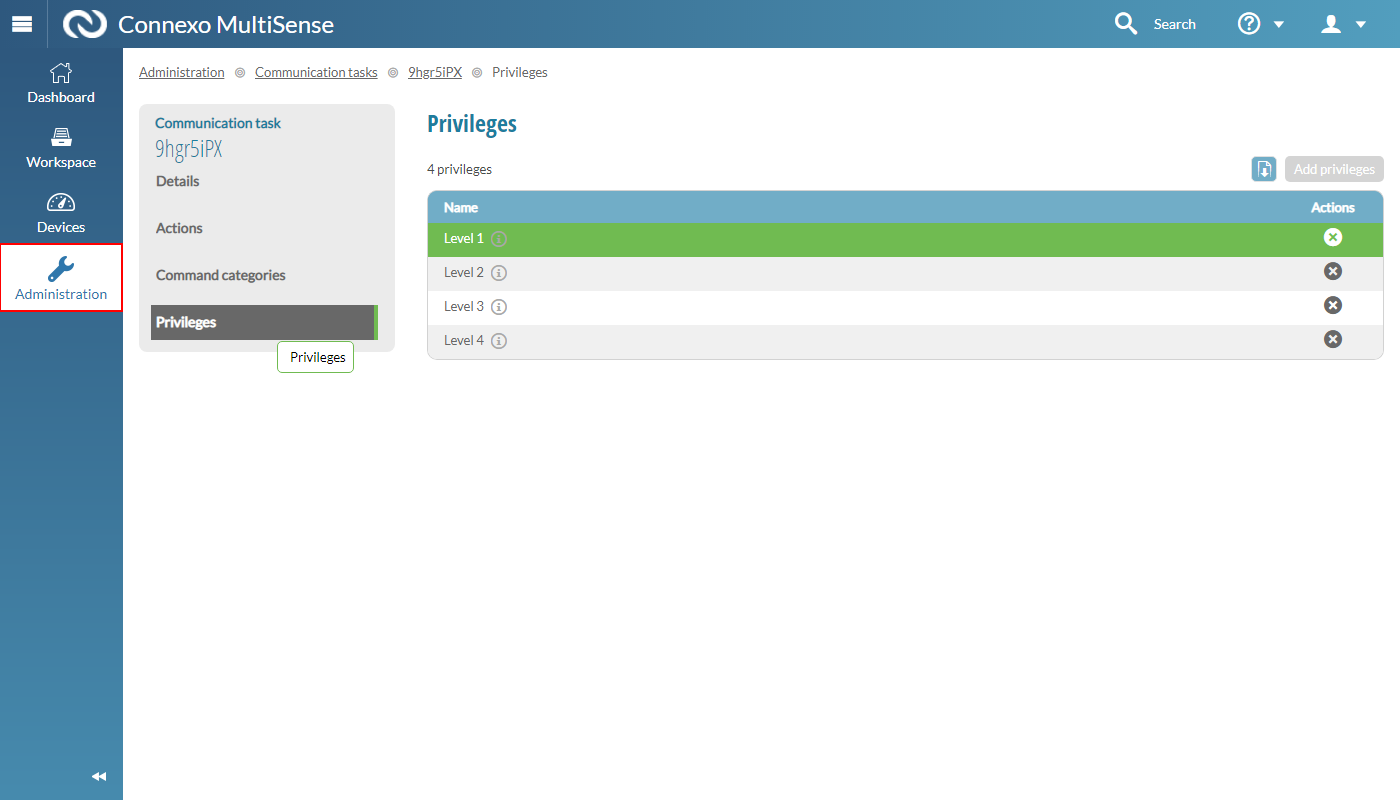 Connexo MultiSense
Search
Dashboard
Workspace
Devices
Administration
Administration Communication tasks 9hgr5iPX Privileges
Communication task
9hgr5iPX
Details
Actions
Command categories
Privileges
Privileges
Privileges
4 privileges
Add privileges
Name Actions
Level 1
Level 2
Level 3
Level 4